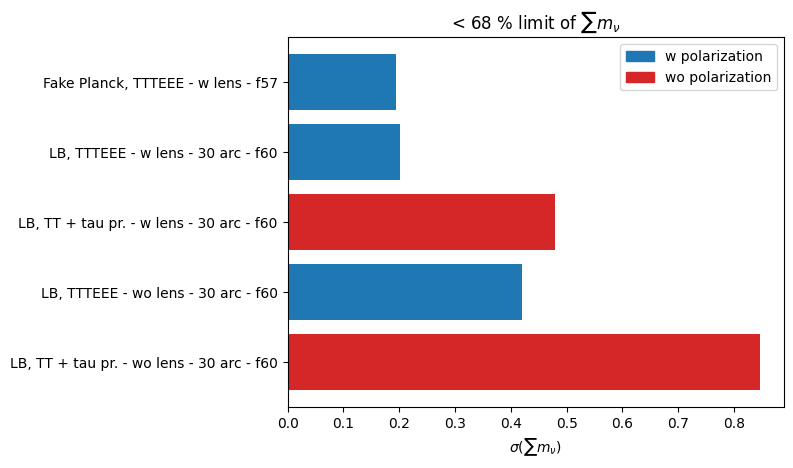 < 68 % limit of ∑mν
w polarization
wo polarization
Fake Planck, TTTEEE - w lens - f57
LB, TTTEEE - w lens - 30 arc - f60
LB, TT + tau pr. - w lens - 30 arc - f60
LB, TTTEEE - wo lens - 30 arc - f60
LB, TT + tau pr. - wo lens - 30 arc - f60
0.0 0.1 0.2 0.3 0.4 0.5 0.6 0.7 0.8
σ(∑mν)